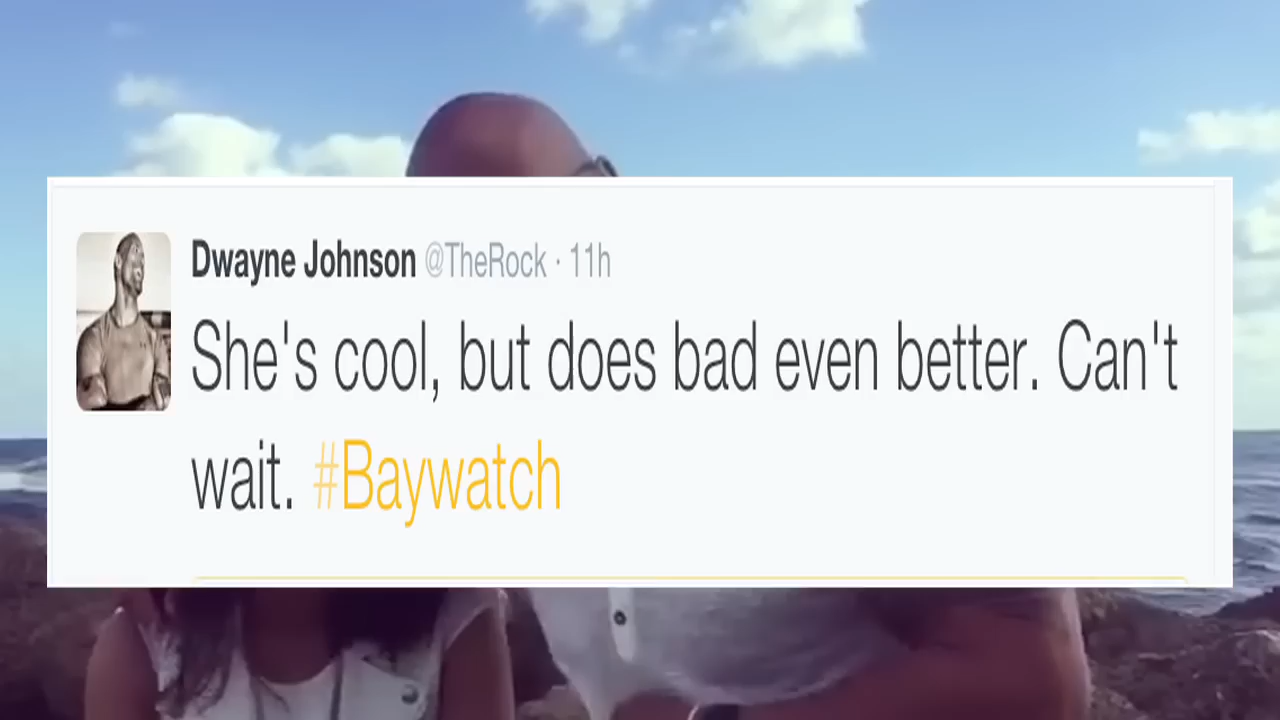 Dwayne Johnson @TheRock · 11h
She's cool, but does bad even better. Can't
wait. #Baywatch